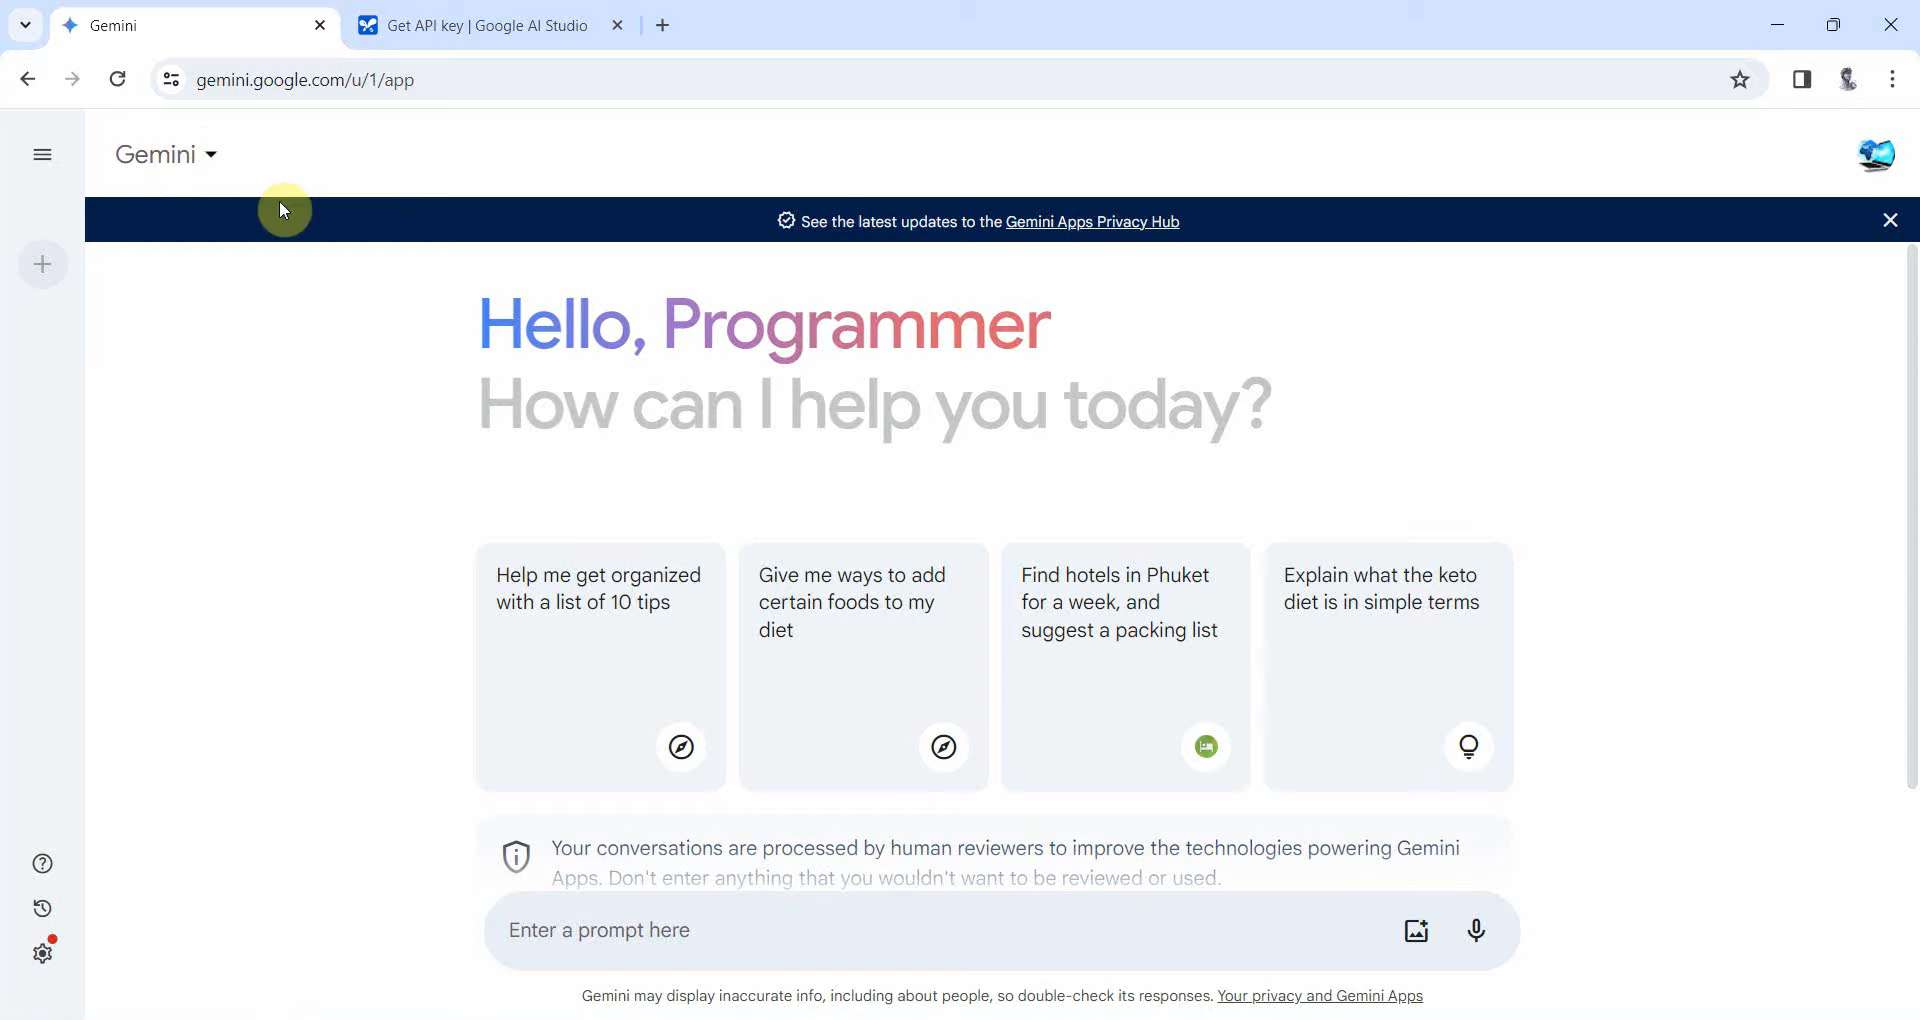 Gemini
Get API key | Google AI Studio
gemini.google.com/u/1/app
Gemini
See the latest updates to the Gemini Apps Privacy Hub
Hello, Programmer
How can I help you today?
Help me get organized
with a list of 10 tips
Give me ways to add
certain foods to my
diet
Find hotels in Phuket
for a week, and
suggest a packing list
Explain what the keto
diet is in simple terms
Your conversations are processed by human reviewers to improve the technologies powering Gemini
Apps. Don't enter anything that you wouldn't want to be reviewed or used.
Enter a prompt here
Gemini may display inaccurate info, including about people, so double-check its responses. Your privacy and Gemini Apps